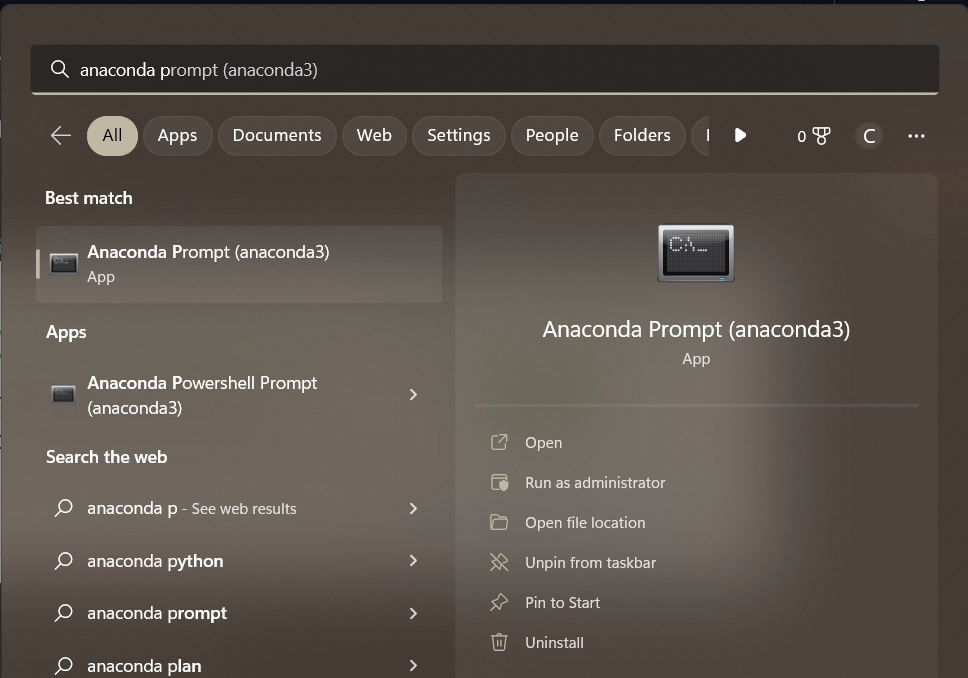 anaconda prompt (anaconda3)
All Apps Documents Web Settings People Folders 0 C
Best match
Anaconda Prompt (anaconda3)
App
Apps
Anaconda Powershell Prompt
(anaconda3)
Search the web
anaconda p - See web results
anaconda python
anaconda prompt
anaconda plan
C:\_
Anaconda Prompt (anaconda3)
App
Open
Run as administrator
Open file location
Unpin from taskbar
Pin to Start
Uninstall